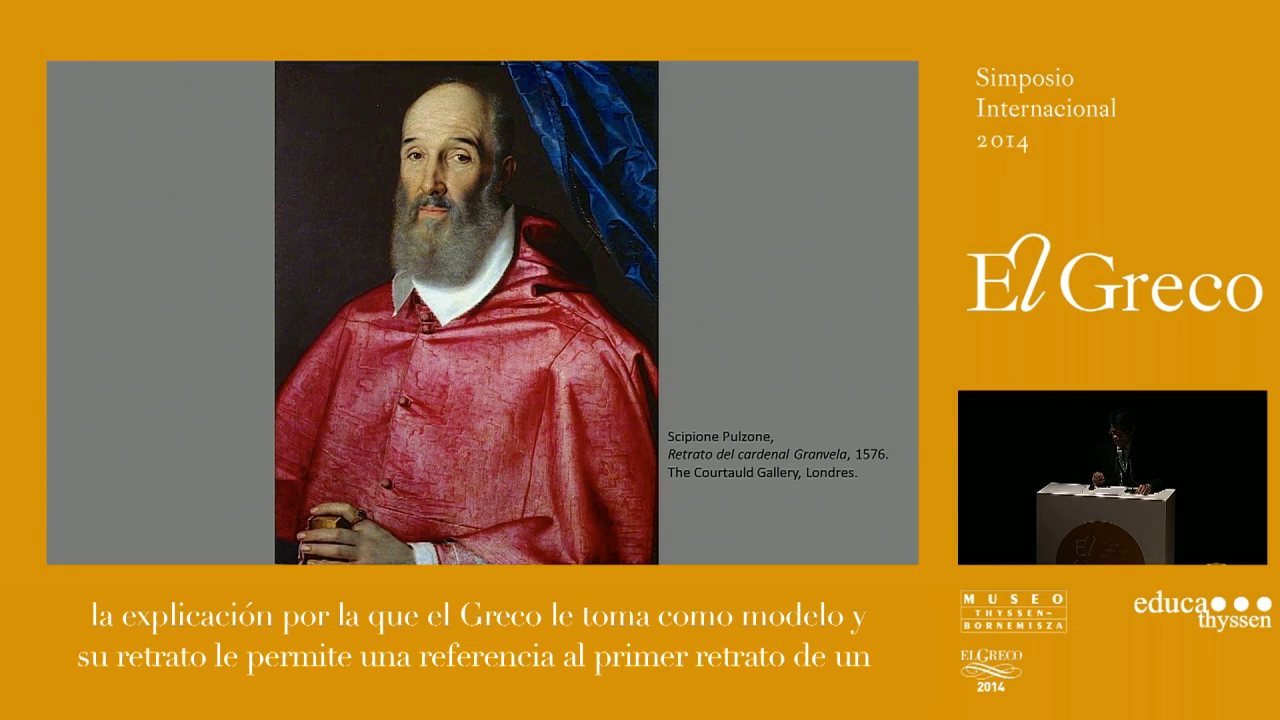 Simposio
Internacional
2014
El Greco
Scipione Pulzone,
Retrato del cardenal Granvela, 1576.
The Courtauld Gallery, Londres.
la explicación por la que el Greco le toma como modelo y
su retrato le permite una referencia al primer retrato de un
MUSEO
THYSSEN-
BORNEMISZA
educa
thyssen
EL GRECO
2014
El